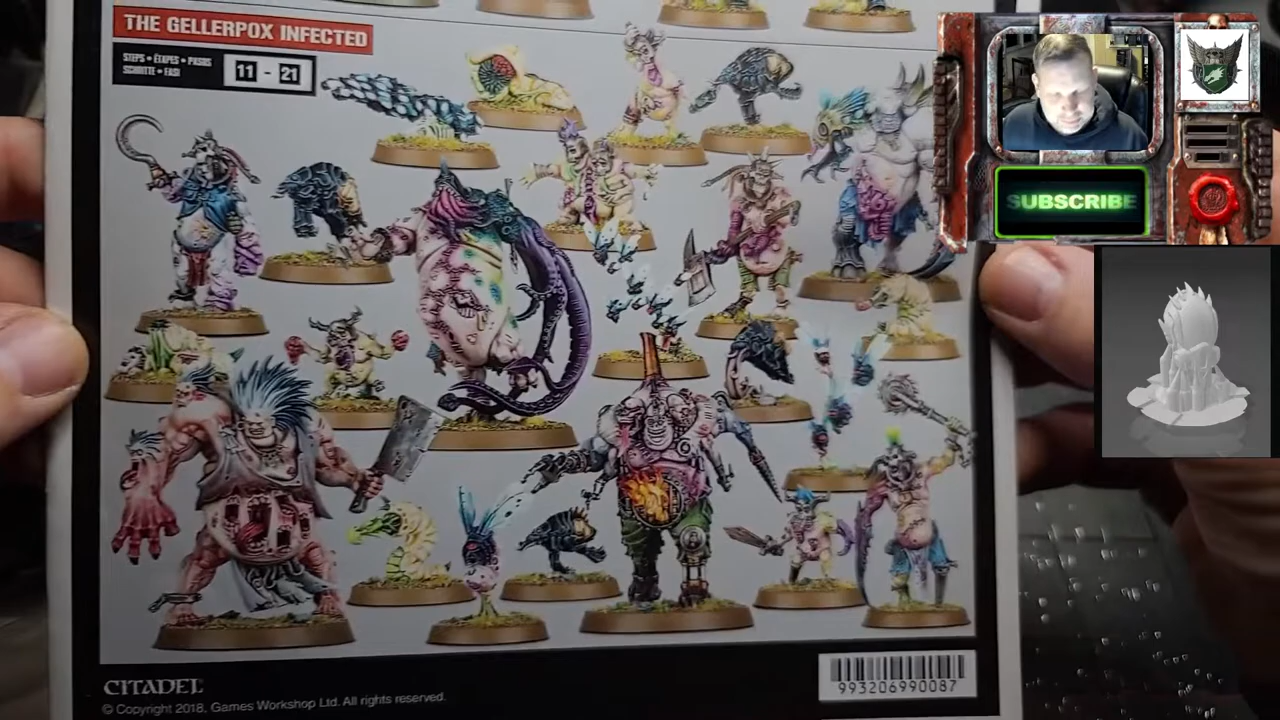 THE GELLERPOX INFECTED
STEPS • ÉTAPES • PASOS
SCHRITTE • FASI
11 - 21
SUBSCRIBE
CITADEL
© Copyright 2018, Games Workshop Ltd. All rights reserved.
993206990087